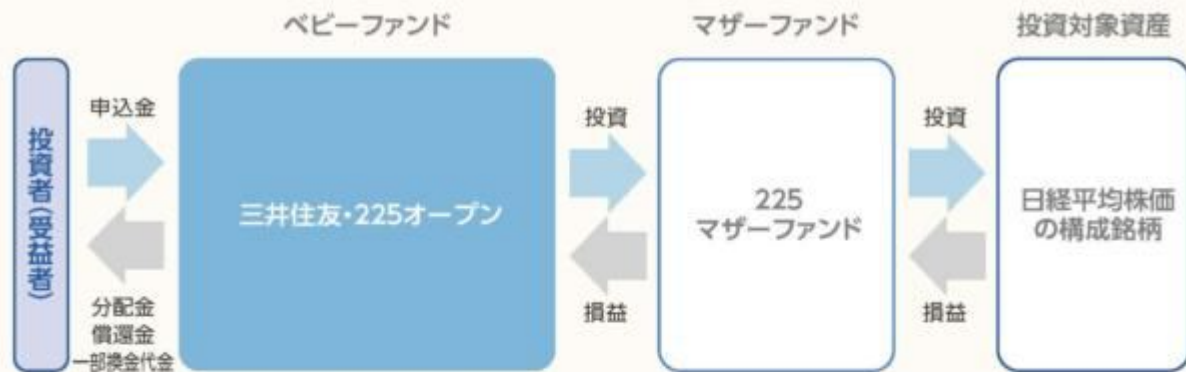 ベビーファンド
マザーファンド
投資対象資産
投資者(受益者)
申込金
分配金
償還金
一部換金代金
三井住友・225オープン
投資
損益
225
マザーファンド
投資
損益
日経平均株価
の構成銘柄